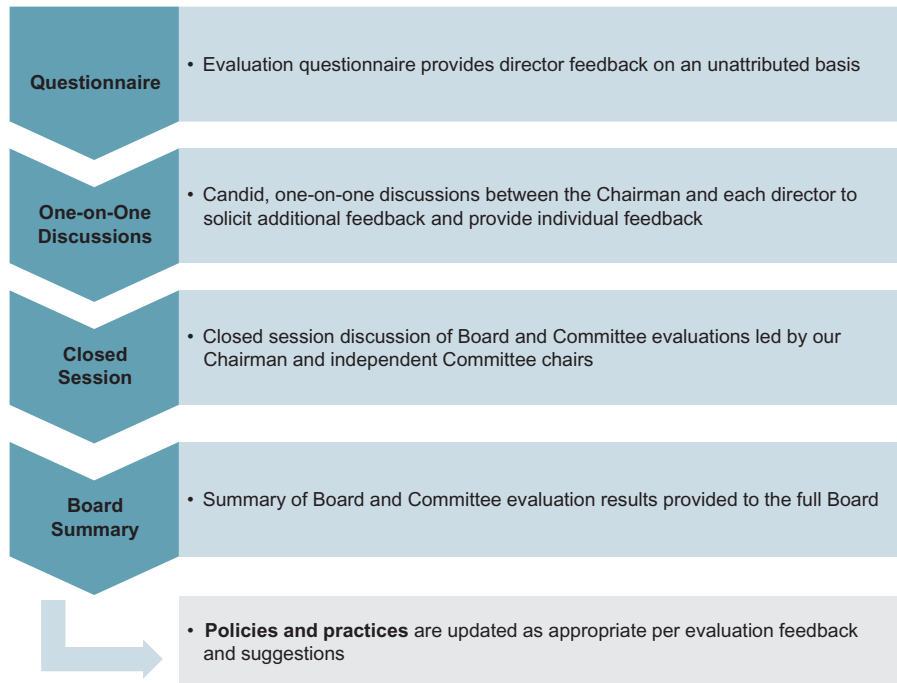 Questionnaire
• Evaluation questionnaire provides director feedback on an unattributed basis
One-on-One
Discussions
• Candid, one-on-one discussions between the Chairman and each director to
solicit additional feedback and provide individual feedback
Closed
Session
• Closed session discussion of Board and Committee evaluations led by our
Chairman and independent Committee chairs
Board
Summary
• Summary of Board and Committee evaluation results provided to the full Board
• Policies and practices are updated as appropriate per evaluation feedback
and suggestions